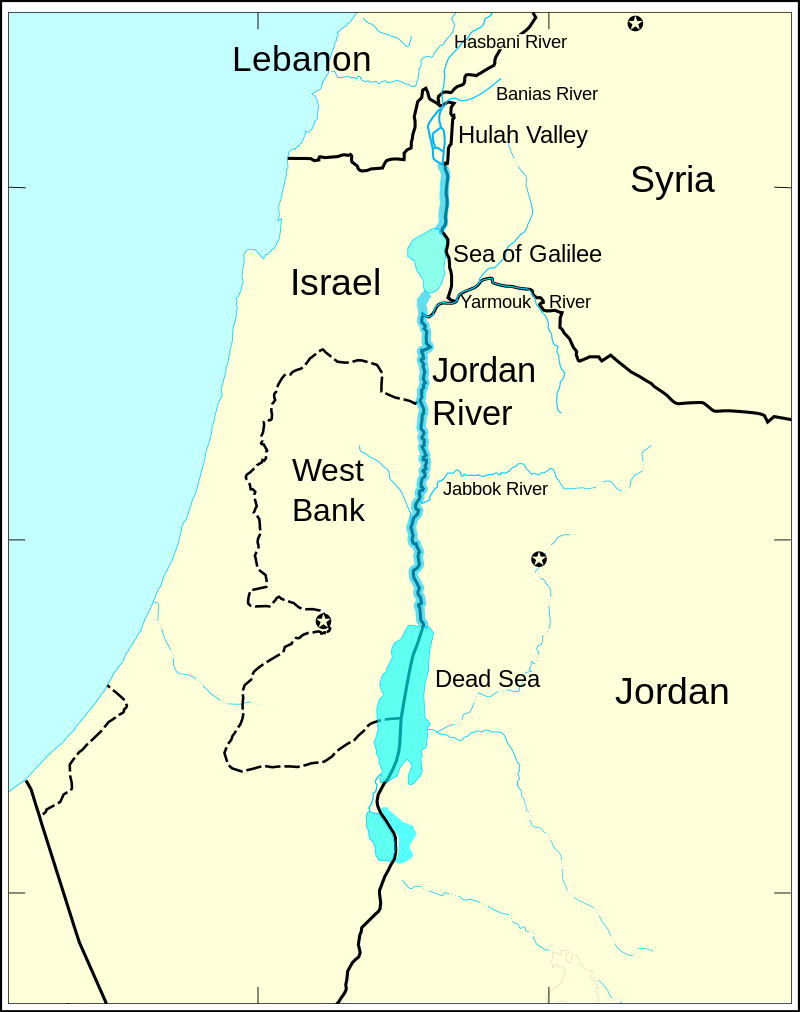 Hasbani River
Lebanon
Banias River
Hulah Valley
Syria
Sea of Galilee
Israel
Yarmouk River
Jordan
River
West
Bank
Jabbok River
Dead Sea
Jordan